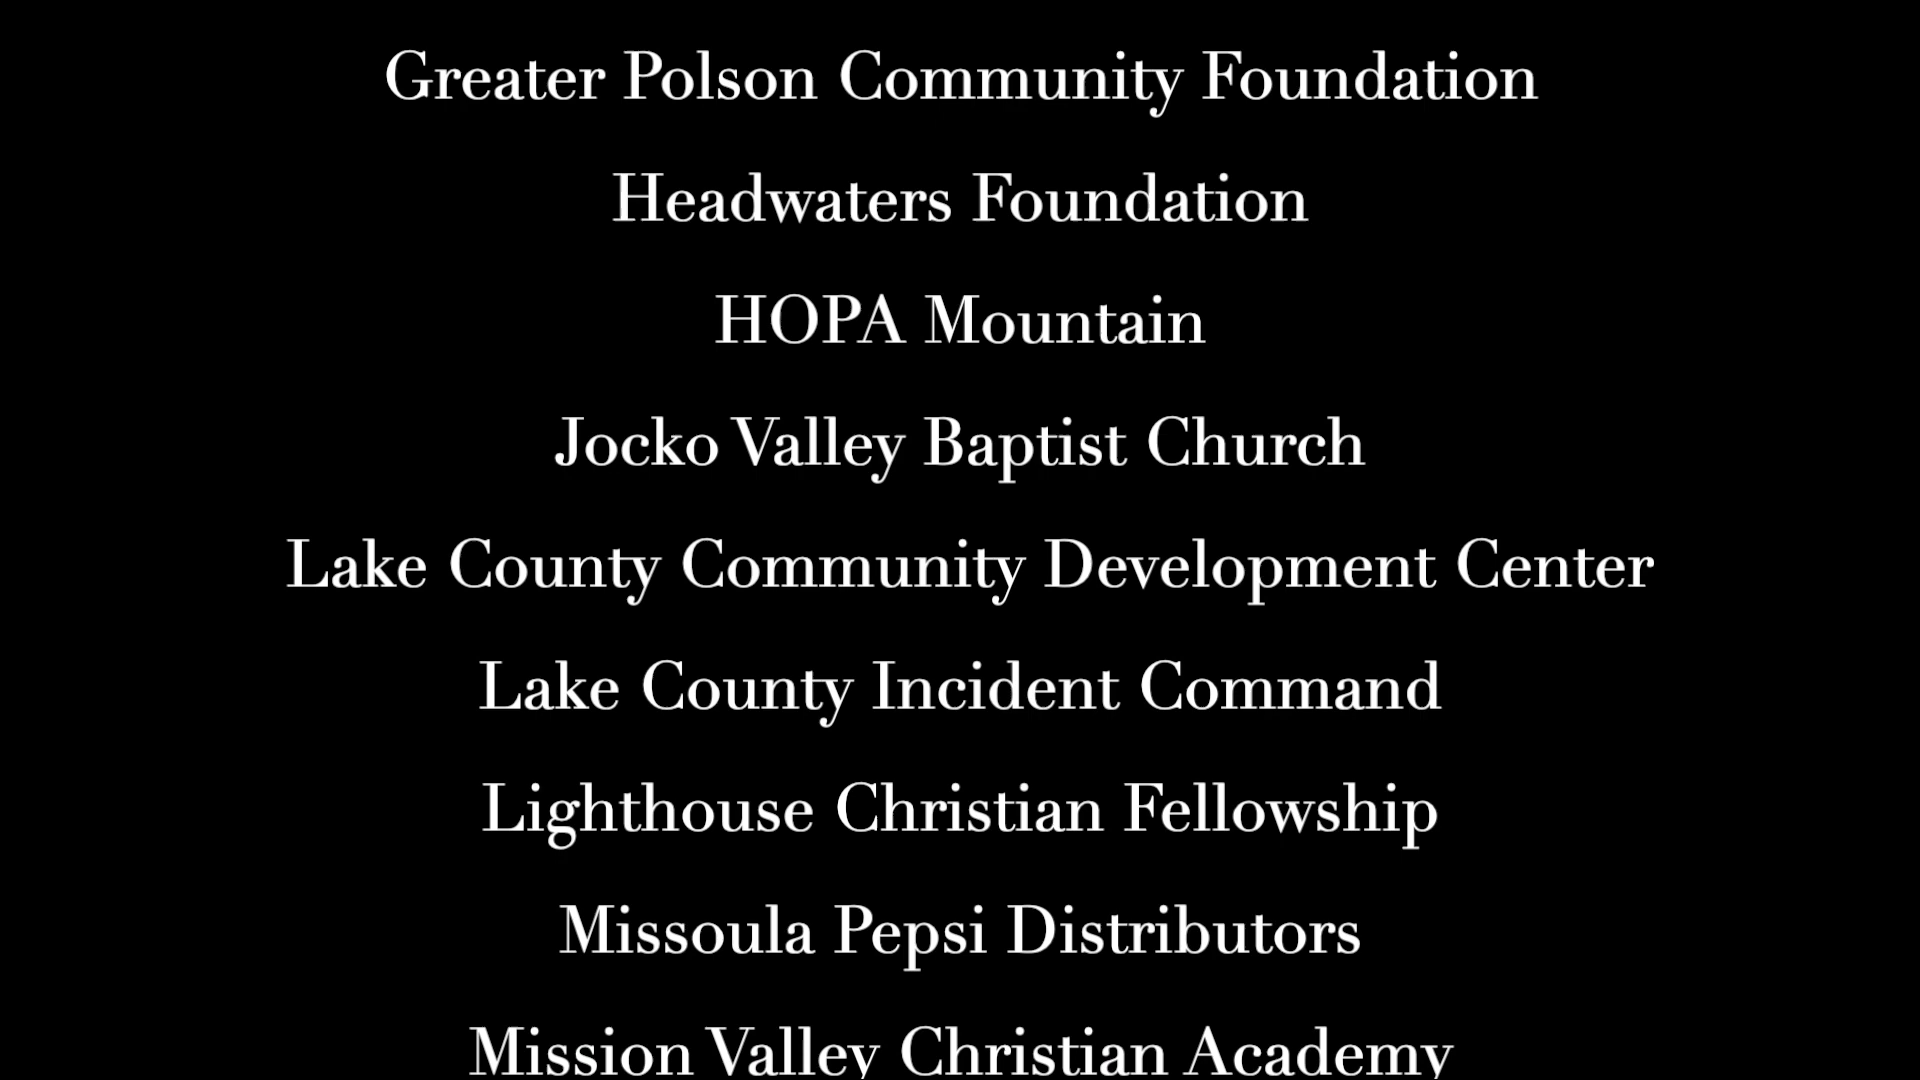 Greater Polson Community Foundation
Headwaters Foundation
HOPA Mountain
Jocko Valley Baptist Church
Lake County Community Development Center
Lake County Incident Command
Lighthouse Christian Fellowship
Missoula Pepsi Distributors
Mission Valley Christian Academy